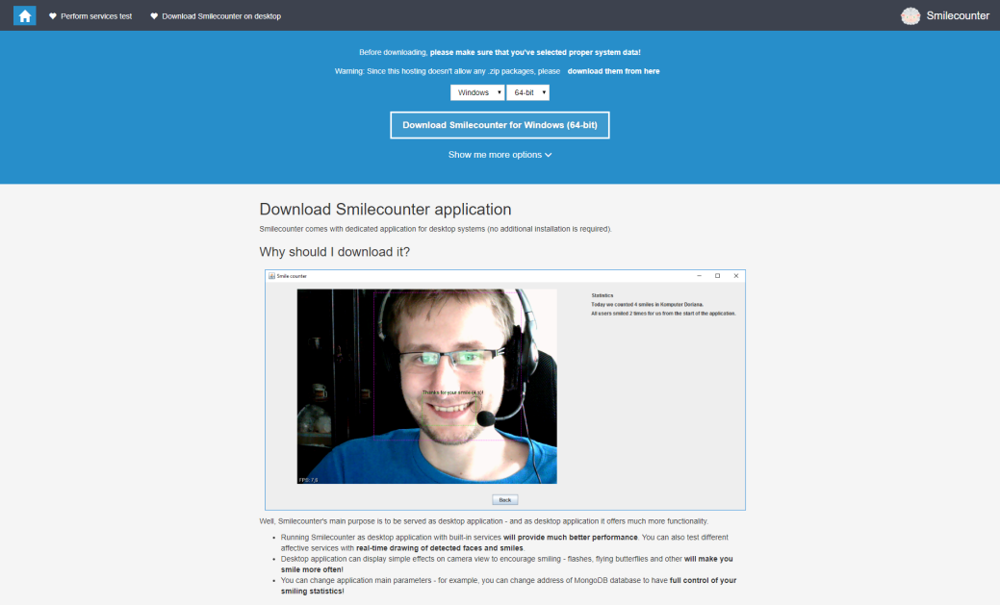 Perform services test
Download Smilecounter on desktop
Smilecounter
Before downloading, please make sure that you've selected proper system data!
Warning: Since this hosting doesn't allow any .zip packages, please download them from here
Windows
64-bit
Download Smilecounter for Windows (64-bit)
Show me more options
Download Smilecounter application
Smilecounter comes with dedicated application for desktop systems (no additional installation is required).
Why should I download it?
Smile counter
Statistics
Today we counted 4 smiles in Komputer Doriana.
All users smiled 2 times for us from the start of the application.
Thanks for your smile
FPS: 7,6
Back
Well, Smilecounter's main purpose is to be served as desktop application - and as desktop application it offers much more functionality.
Running Smilecounter as desktop application with built-in services will provide much better performance. You can also test different
affective services with real-time drawing of detected faces and smiles.
Desktop application can display simple effects on camera view to encourage smiling - flashes, flying butterflies and other will make you
smile more often!
You can change application main parameters - for example, you can change address of MongoDB database to have full control of your
smiling statistics!